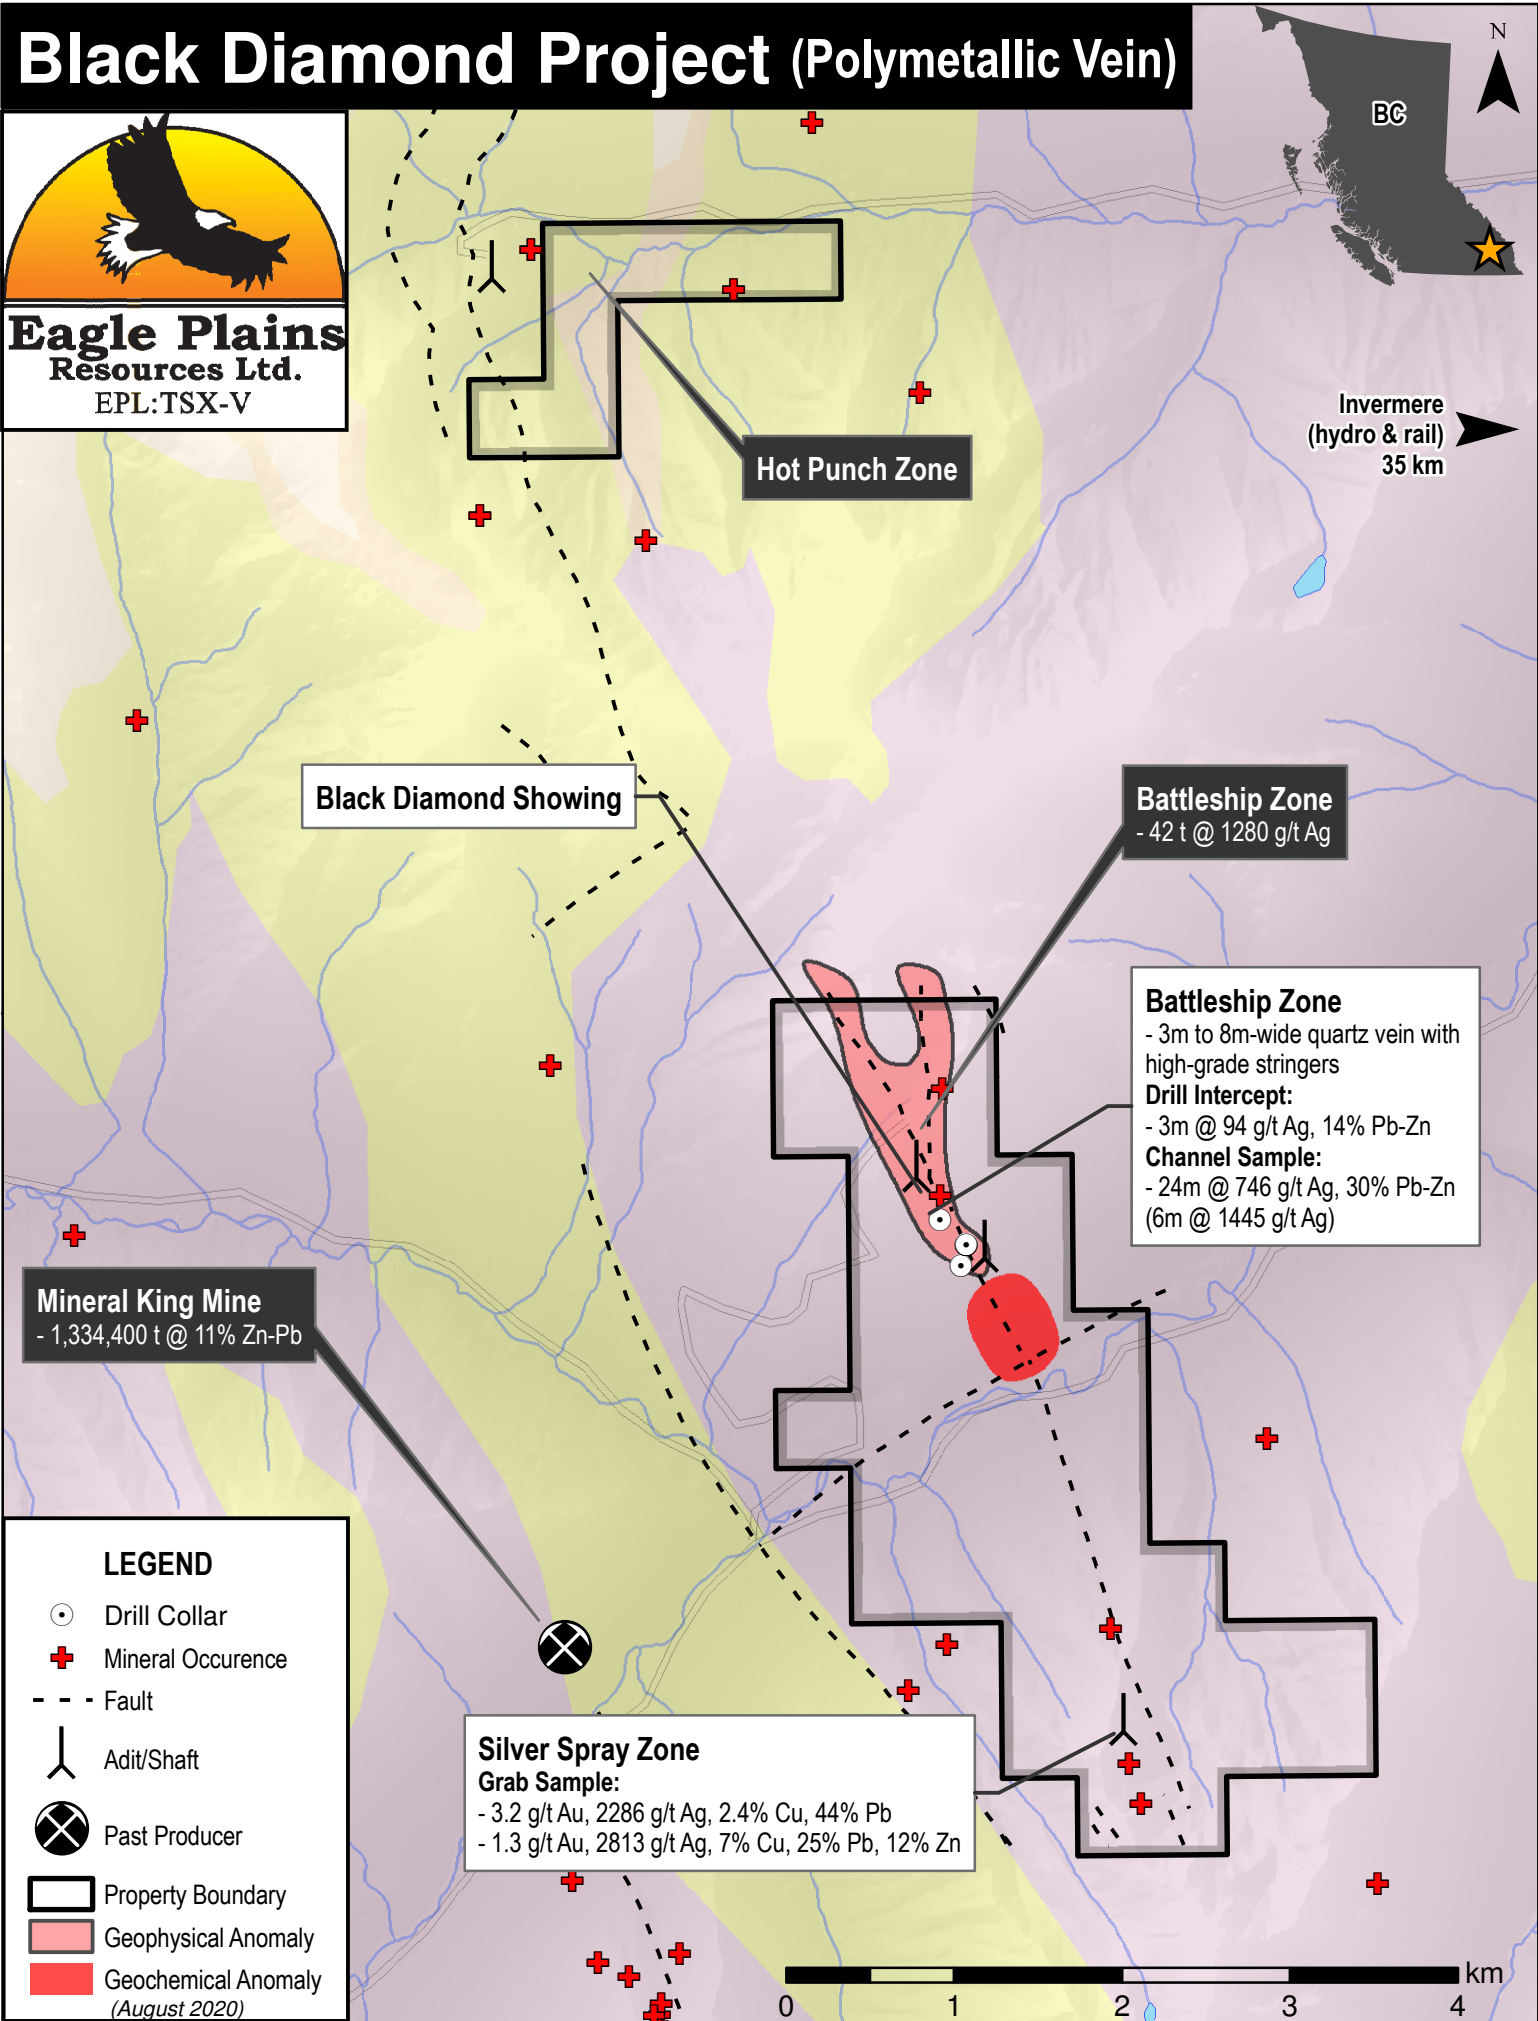 Black Diamond Project (Polymetallic Vein)
N
BC
Eagle Plains
Resources Ltd.
EPL:TSX-V
Invermere
(hydro & rail)
35 km
Hot Punch Zone
Black Diamond Showing
Battleship Zone
- 42 t @ 1280 g/t Ag
Battleship Zone
- 3m to 8m-wide quartz vein with
high-grade stringers
Drill Intercept:
- 3m @ 94 g/t Ag, 14% Pb-Zn
Channel Sample:
- 24m @ 746 g/t Ag, 30% Pb-Zn
(6m @ 1445 g/t Ag)
Mineral King Mine
- 1,334,400 t @ 11% Zn-Pb
Silver Spray Zone
Grab Sample:
- 3.2 g/t Au, 2286 g/t Ag, 2.4% Cu, 44% Pb
- 1.3 g/t Au, 2813 g/t Ag, 7% Cu, 25% Pb, 12% Zn
LEGEND
Drill Collar
Mineral Occurence
Fault
Adit/Shaft
Past Producer
Property Boundary
Geophysical Anomaly
Geochemical Anomaly
(August 2020)
km
0 1 2 3 4